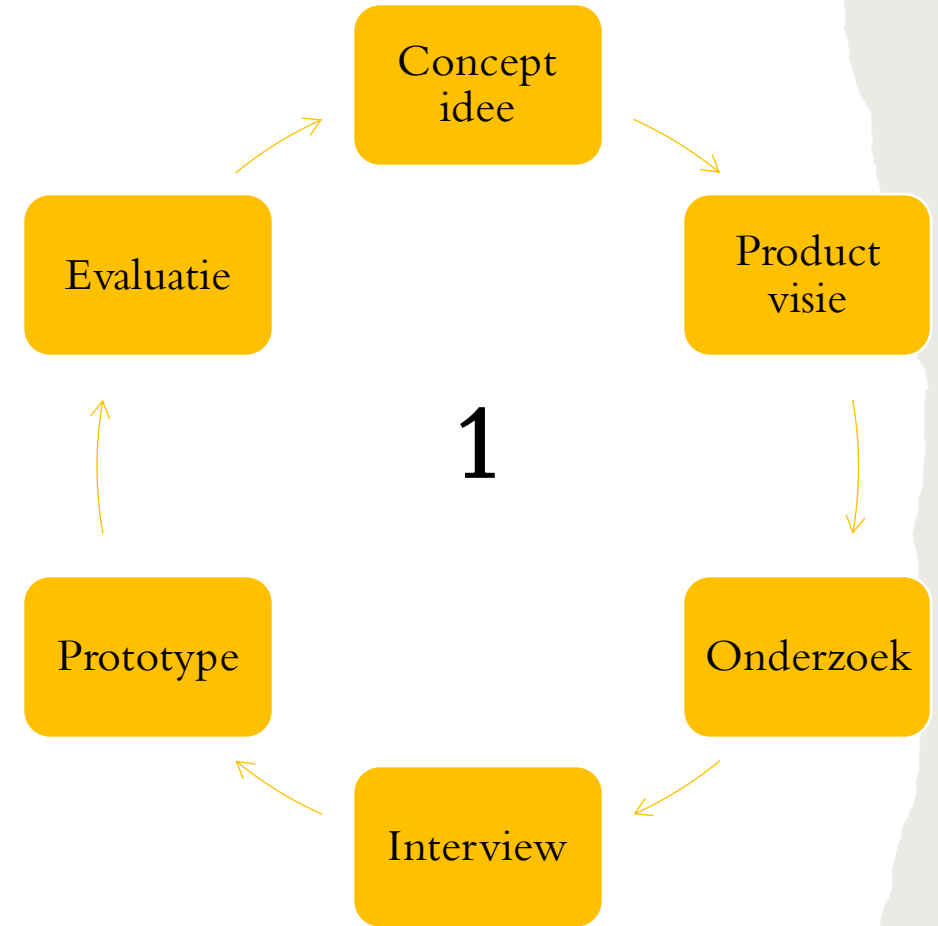 Concept
idee
Product
visie
Onderzoek
Interview
Prototype
Evaluatie
1